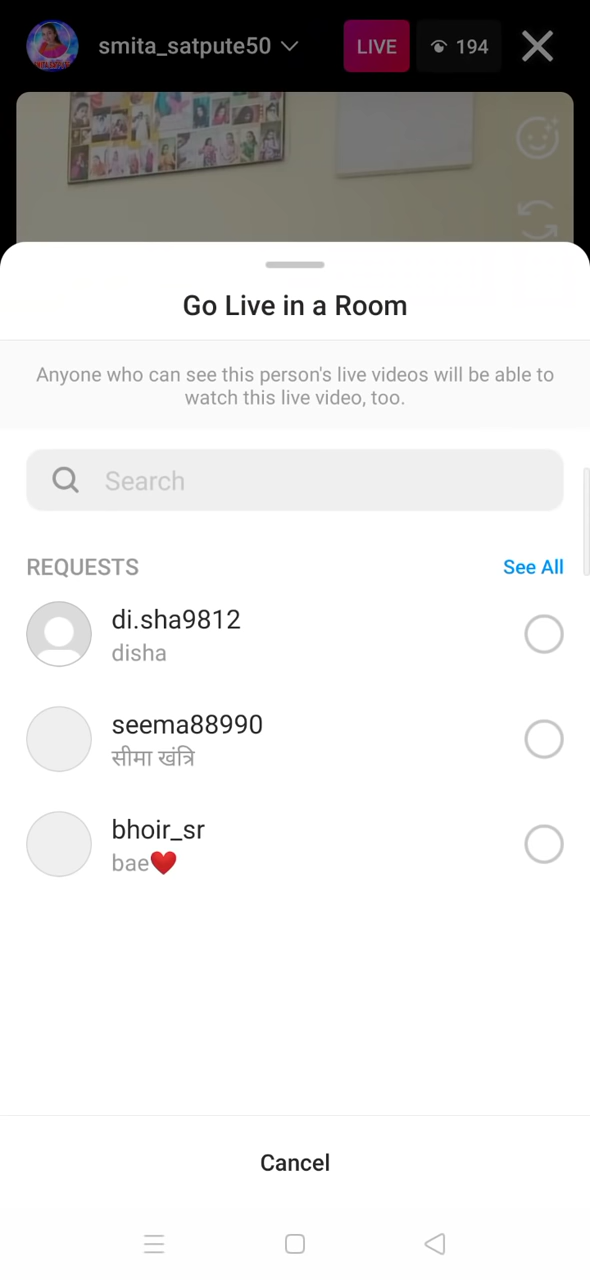 smita_satpute50
LIVE
194
Go Live in a Room
Anyone who can see this person's live videos will be able to
watch this live video, too.
Search
REQUESTS
See All
di.sha9812
disha
seema88990
सीमा खंत्रि
bhoir_sr
bae❤️
Cancel